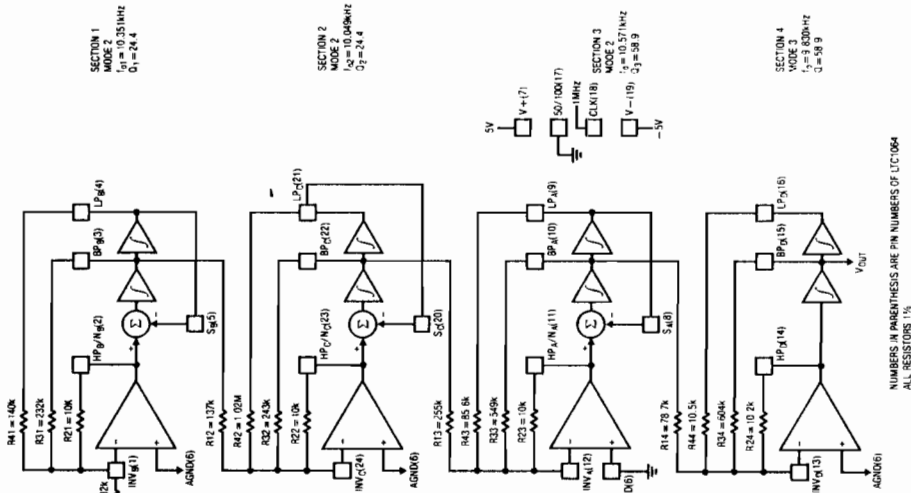 SECTION 1
MODE 2
f01 = 10.351kHz
Q1 = 24.4
R41 = 140k
R31 = 232k
R21 = 10K
LPB(4)
BPB(3)
HPB/NB(2)
SB(5)
INVB(1)
AGND(6)
SECTION 2
MODE 2
f02 = 10.049kHz
Q2 = 24.4
R12 = 137k
R42 = 1 02M
R32 = 243k
R22 = 10k
LPC(21)
BPC(22)
HPC/NC(23)
SC(20)
INVC(24)
AGND(6)
5V
V+(7)
50/100(17)
1MHz
CLK(18)
V−(19)
−5V
SECTION 3
MODE 2
f3 = 10.571kHz
Q3 = 58.9
R13 = 255k
R43 = 85 6k
R33 = 549k
R23 = 10k
LPA(9)
BPA(10)
HPA/NA(11)
SA(8)
INVA(12)
D(6)
SECTION 4
MODE 3
= 9 830kHz
Q = 58 9
R14 = 78 7k
R44 = 10.5k
R34 = 604k
R24 = 10.2k
LPD(16)
BPD(15)
HPD(14)
INVD(13)
AGND(6)
VOUT
NUMBERS IN PARENTHESIS ARE PIN NUMBERS OF LTC1064
ALL RESISTORS 1%